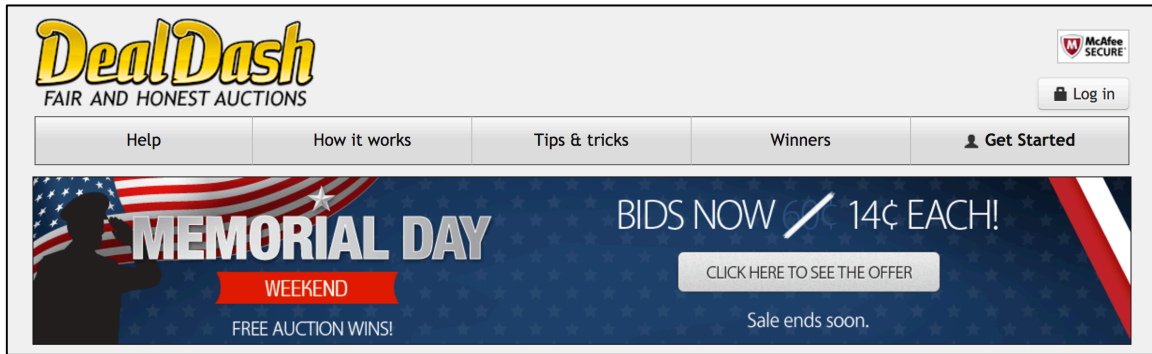 DealDash
FAIR AND HONEST AUCTIONS
McAfee
SECURE
Log in
Help
How it works
Tips & tricks
Winners
Get Started
MEMORIAL DAY
WEEKEND
FREE AUCTION WINS!
BIDS NOW 60¢ 14¢ EACH!
CLICK HERE TO SEE THE OFFER
Sale ends soon.